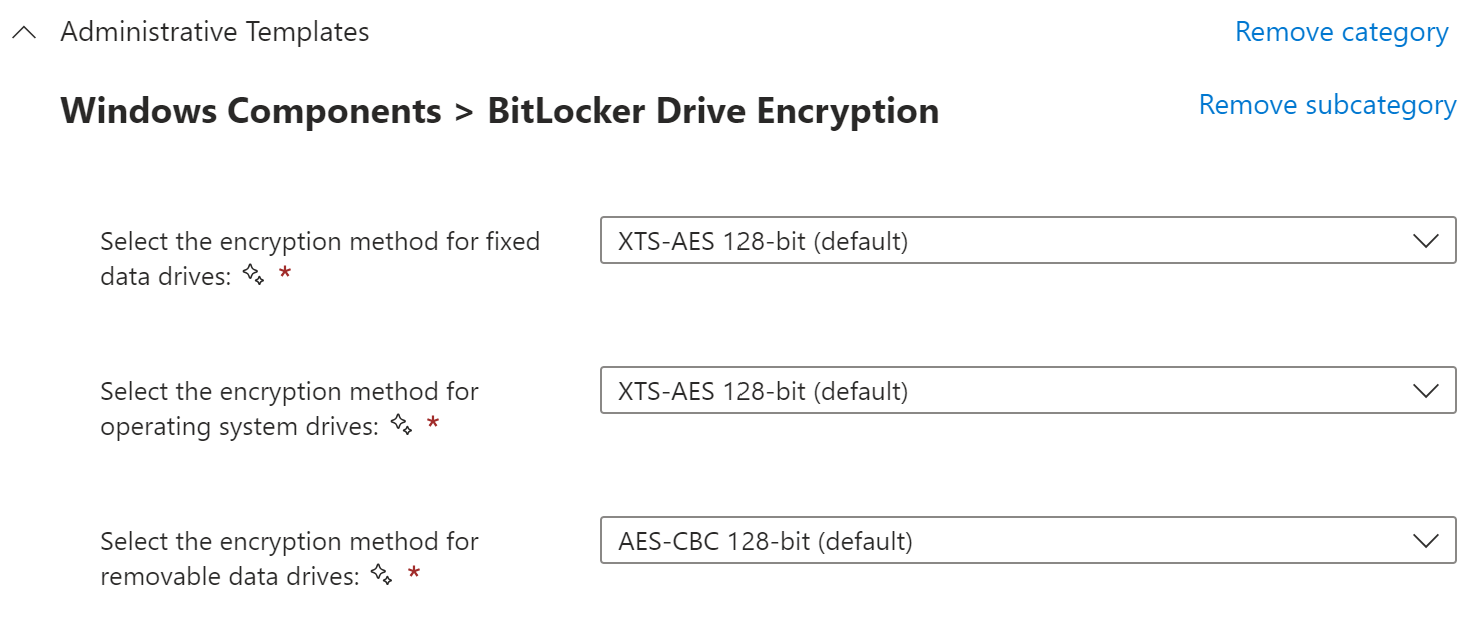 Administrative Templates
Remove category
Windows Components > BitLocker Drive Encryption
Remove subcategory
Select the encryption method for fixed
data drives: *
XTS-AES 128-bit (default)
Select the encryption method for
operating system drives: *
XTS-AES 128-bit (default)
Select the encryption method for
removable data drives: *
AES-CBC 128-bit (default)